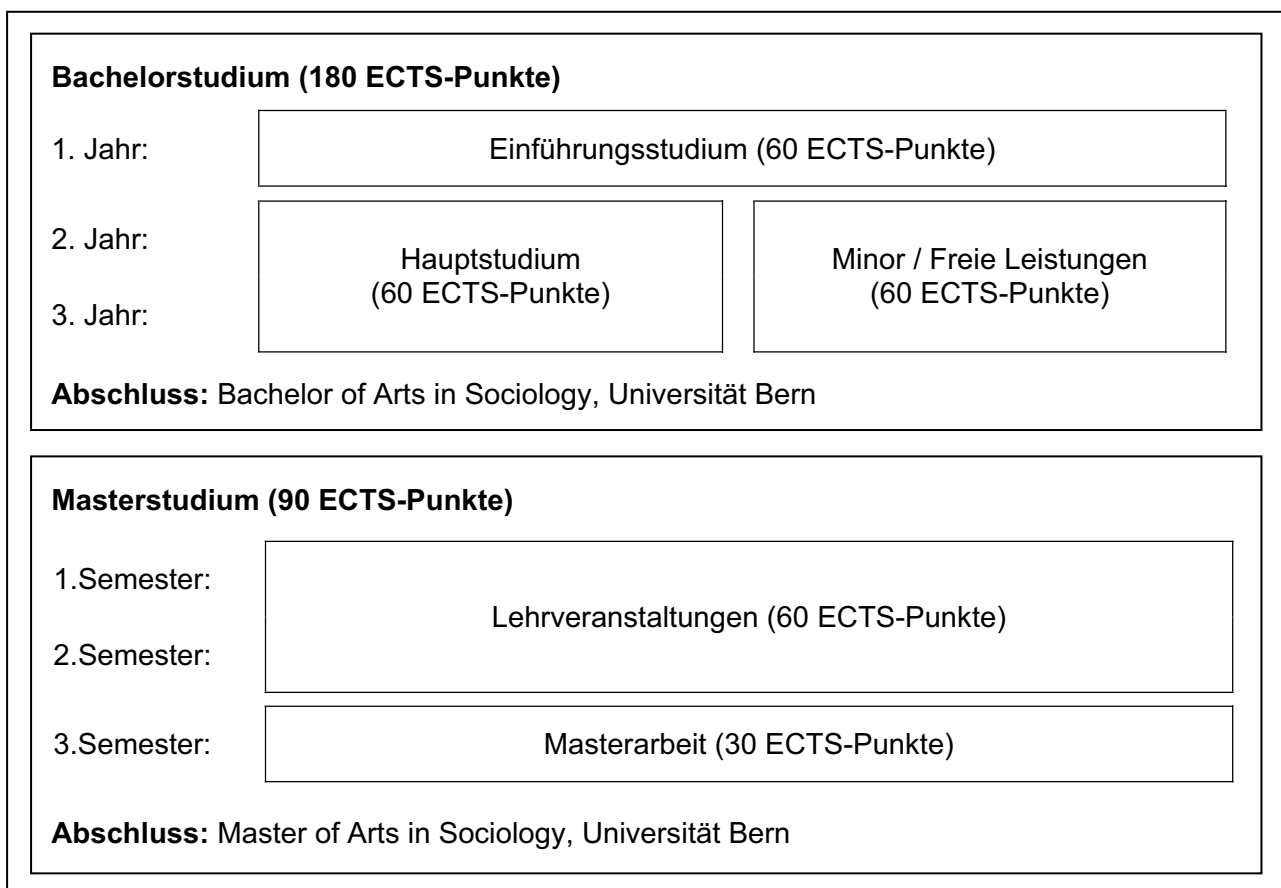 Bachelorstudium (180 ECTS-Punkte)
1. Jahr:
Einführungsstudium (60 ECTS-Punkte)
2. Jahr:
3. Jahr:
Hauptstudium
(60 ECTS-Punkte)
Minor / Freie Leistungen
(60 ECTS-Punkte)
Abschluss: Bachelor of Arts in Sociology, Universität Bern
Masterstudium (90 ECTS-Punkte)
1.Semester:
2.Semester:
Lehrveranstaltungen (60 ECTS-Punkte)
3.Semester:
Masterarbeit (30 ECTS-Punkte)
Abschluss: Master of Arts in Sociology, Universität Bern